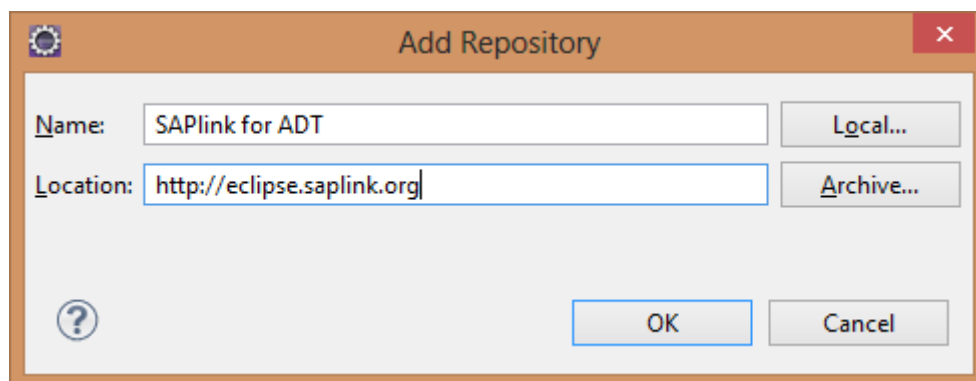 Add Repository
×
Name: SAPlink for ADT Local...
Location: http://eclipse.saplink.org Archive...
? OK Cancel